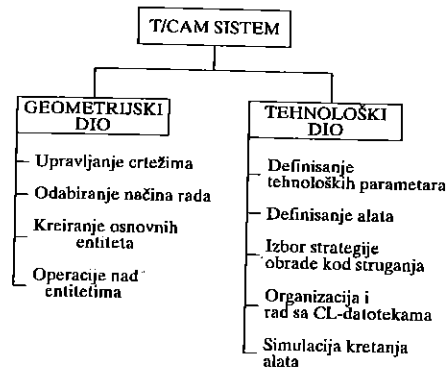 T/CAM SISTEM
GEOMETRIJSKI
DIO
Upravljanje crtežima
Odabiranje načina rada
Kreiranje osnovnih
entiteta
Operacije nad
entitetima
TEHNOLOŠKI
DIO
Definisanje
tehnoloških parametara
Definisanje alata
Izbor strategije
obrade kod struganja
Organizacija i
rad sa CL-datotekama
Simulacija kretanja
alata